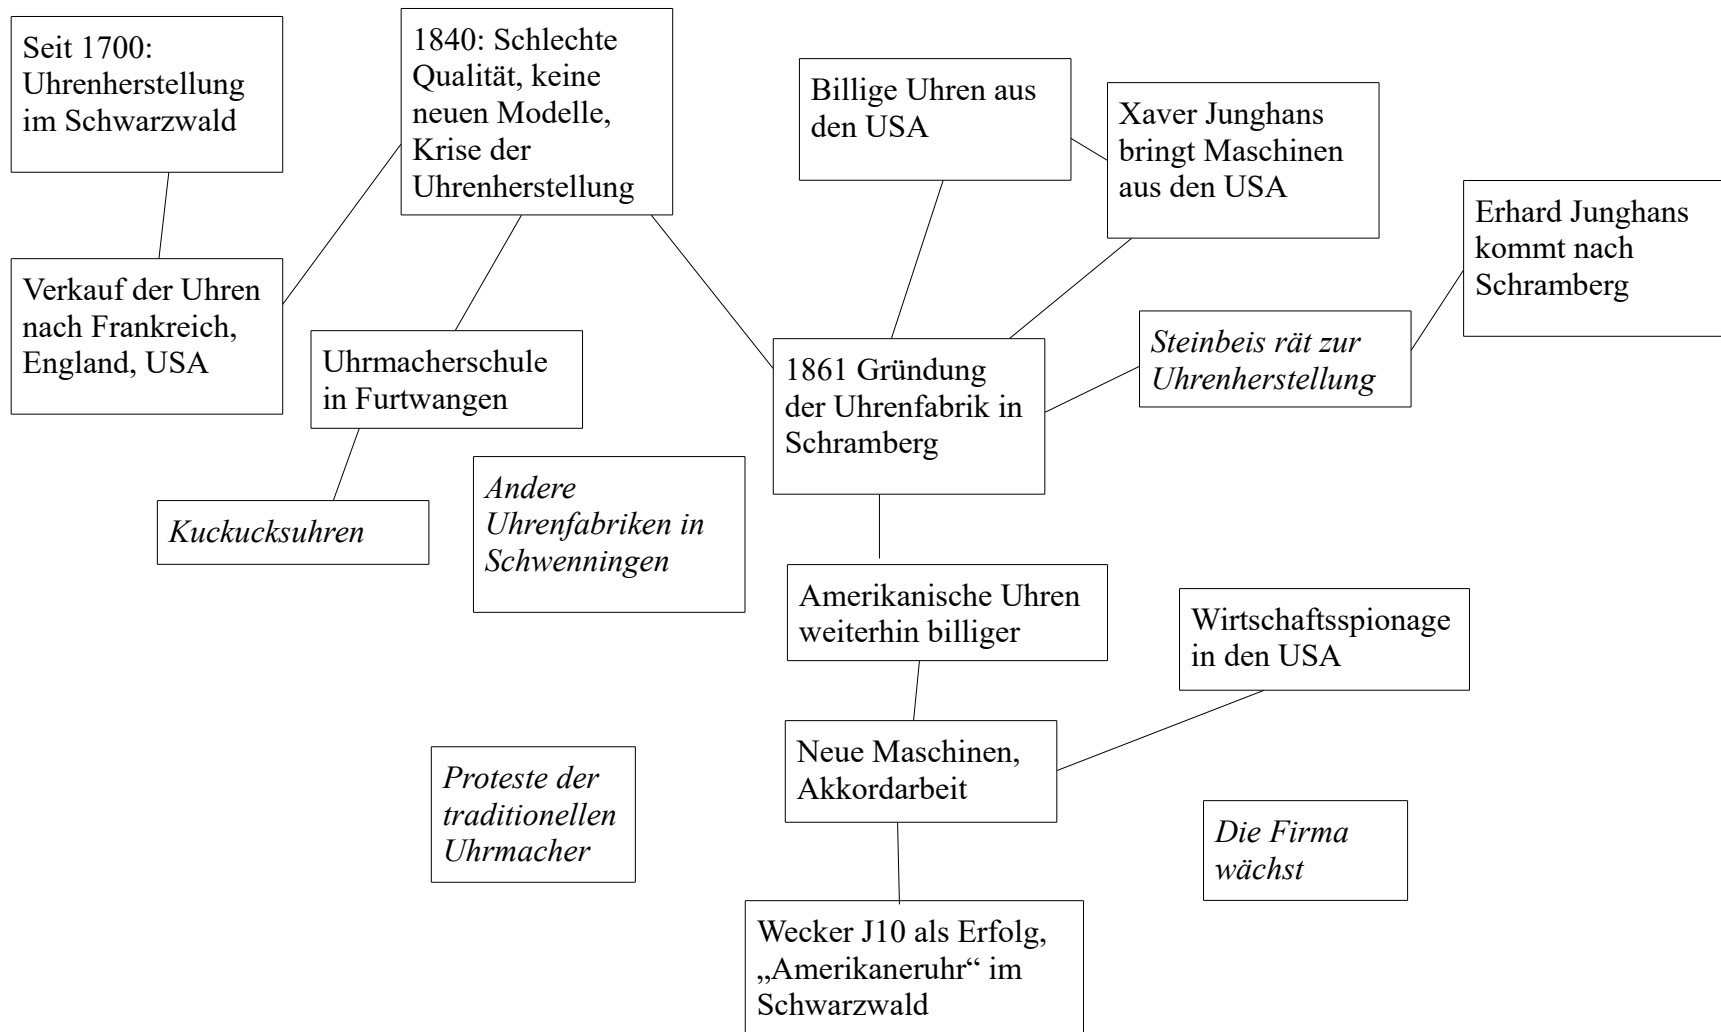 Seit 1700:
Uhrenherstellung
im Schwarzwald
1840: Schlechte
Qualität, keine
neuen Modelle,
Krise der
Uhrenherstellung
Billige Uhren aus
den USA
Xaver Junghans
bringt Maschinen
aus den USA
Erhard Junghans
kommt nach
Schramberg
Verkauf der Uhren
nach Frankreich,
England, USA
Uhrmacherschule
in Furtwangen
1861 Gründung
der Uhrenfabrik in
Schramberg
Steinbeis rät zur
Uhrenherstellung
Kuckucksuhren
Andere
Uhrenfabriken in
Schwenningen
Amerikanische Uhren
weiterhin billiger
Wirtschaftsspionage
in den USA
Neue Maschinen,
Akkordarbeit
Proteste der
traditionellen
Uhrmacher
Die Firma
wächst
Wecker J10 als Erfolg,
„Amerikaneruhr“ im
Schwarzwald